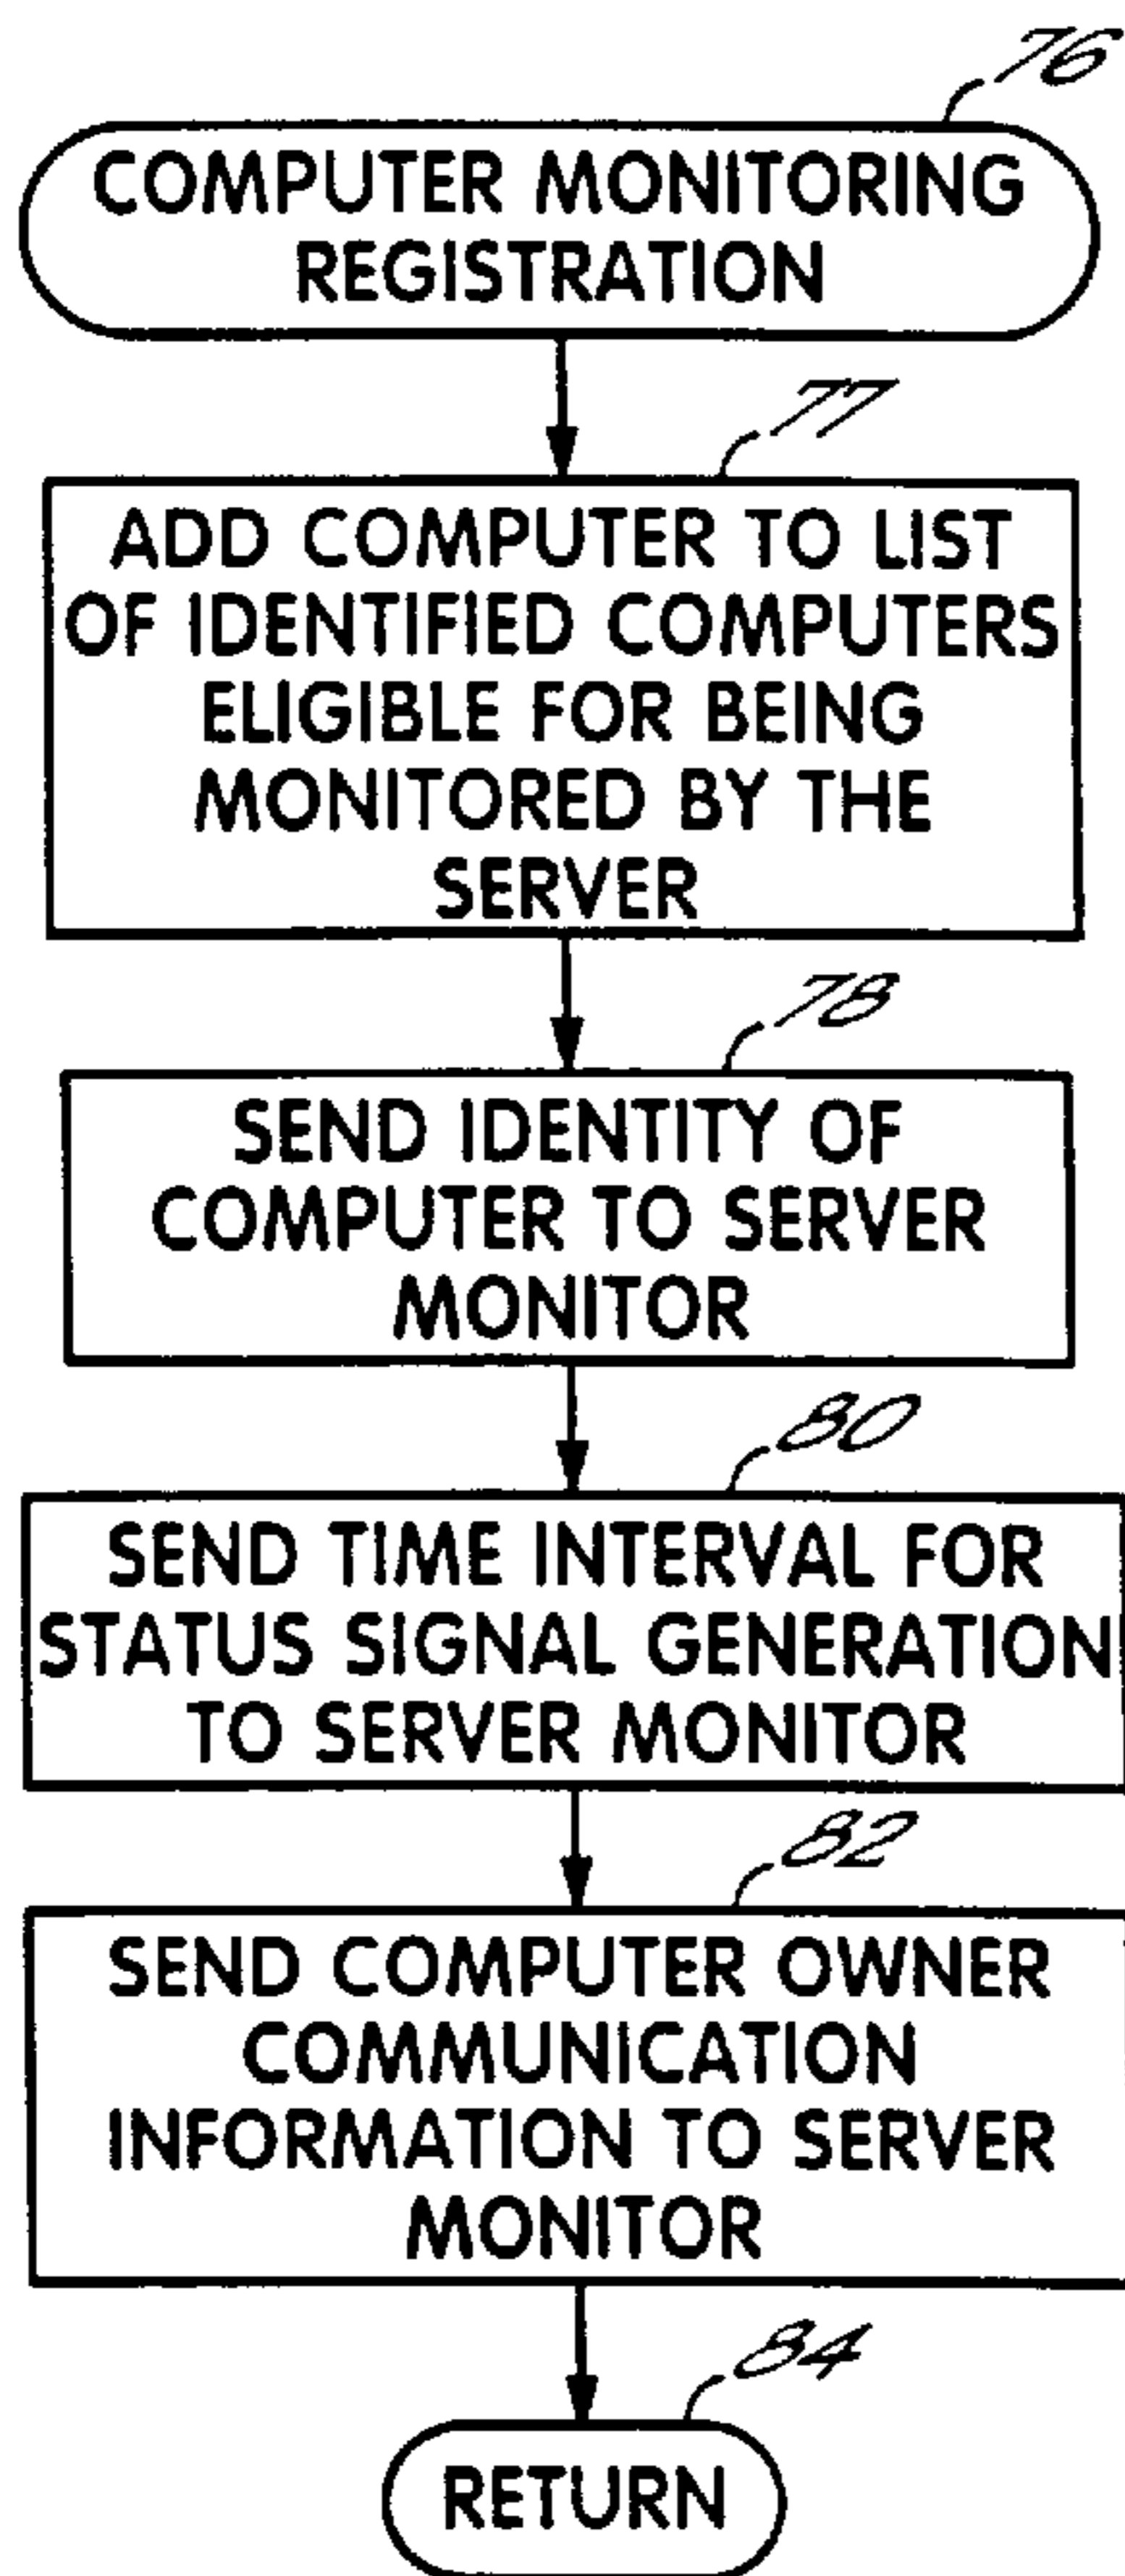 76
COMPUTER MONITORING
REGISTRATION
77
ADD COMPUTER TO LIST
OF IDENTIFIED COMPUTERS
ELIGIBLE FOR BEING
MONITORED BY THE
SERVER
78
SEND IDENTITY OF
COMPUTER TO SERVER
MONITOR
80
SEND TIME INTERVAL FOR
STATUS SIGNAL GENERATION
TO SERVER MONITOR
82
SEND COMPUTER OWNER
COMMUNICATION
INFORMATION TO SERVER
MONITOR
84
RETURN